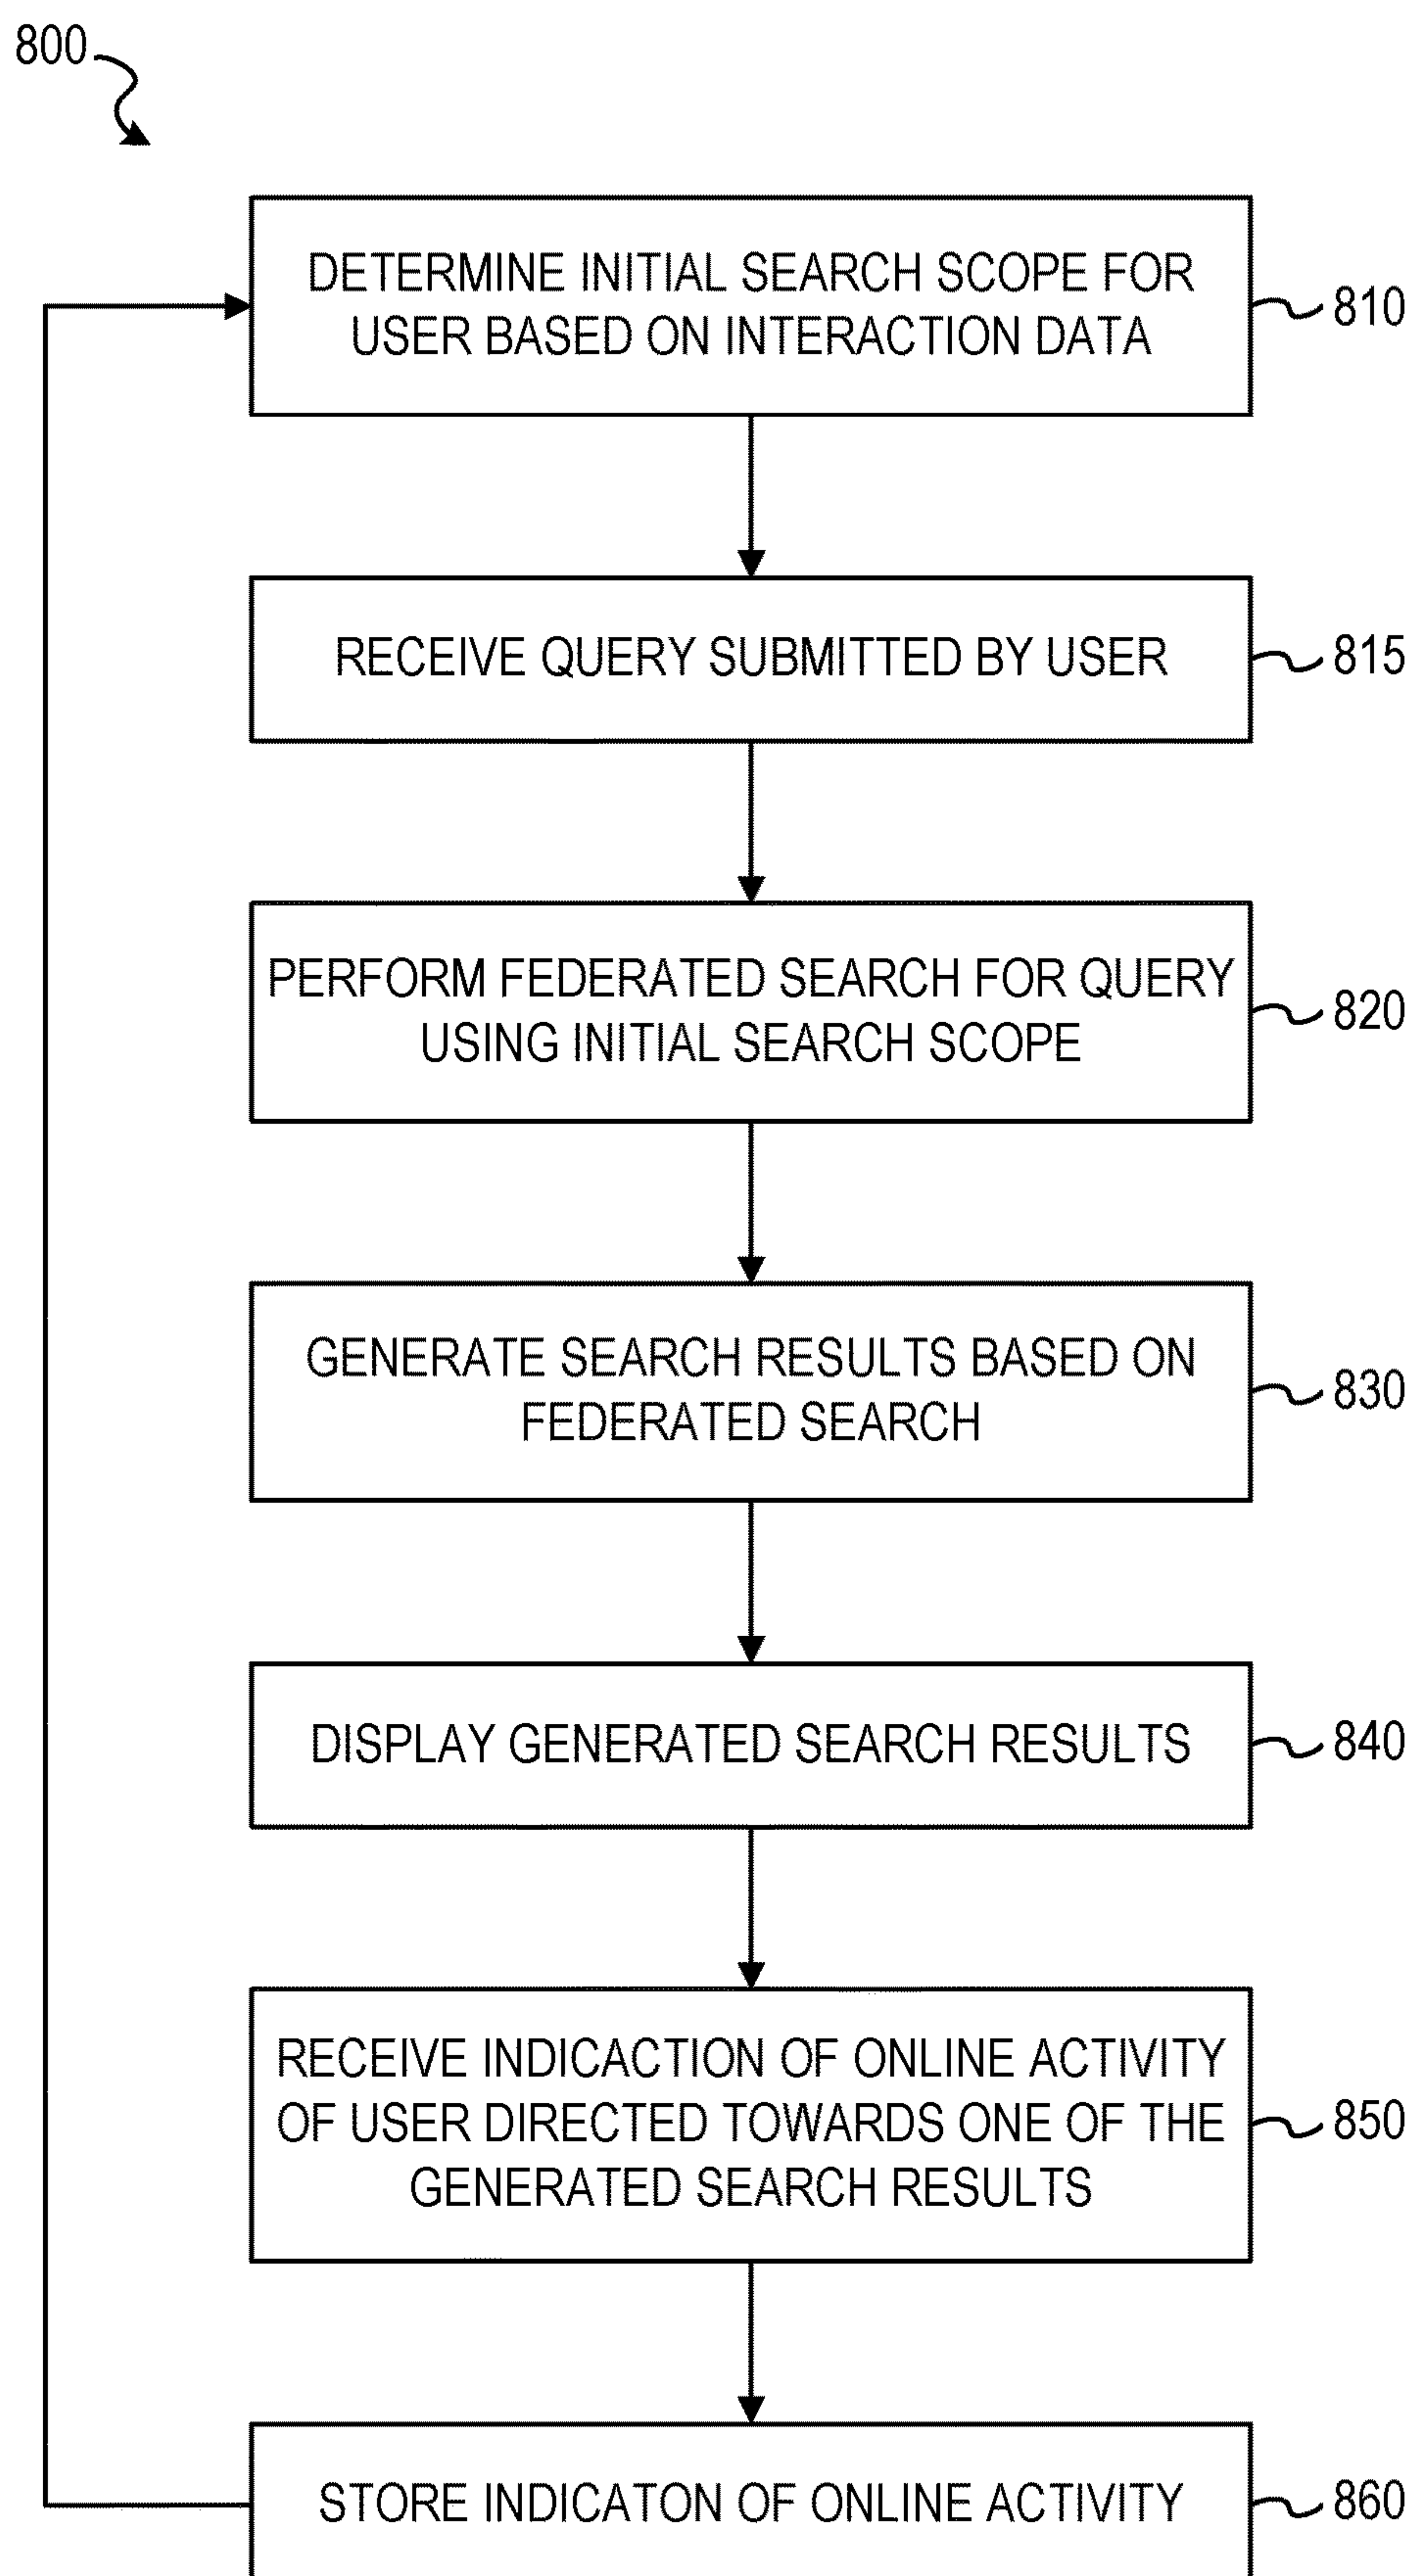 800
DETERMINE INITIAL SEARCH SCOPE FOR
USER BASED ON INTERACTION DATA
810
RECEIVE QUERY SUBMITTED BY USER
815
PERFORM FEDERATED SEARCH FOR QUERY
USING INITIAL SEARCH SCOPE
820
GENERATE SEARCH RESULTS BASED ON
FEDERATED SEARCH
830
DISPLAY GENERATED SEARCH RESULTS
840
RECEIVE INDICACTION OF ONLINE ACTIVITY
OF USER DIRECTED TOWARDS ONE OF THE
GENERATED SEARCH RESULTS
850
STORE INDICATON OF ONLINE ACTIVITY
860